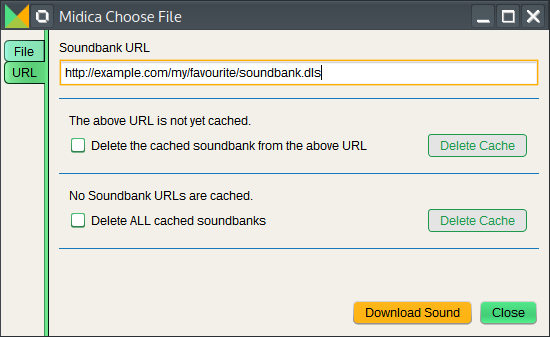 Midica Choose File
File
URL
Soundbank URL
http://example.com/my/favourite/soundbank.dls
The above URL is not yet cached.
Delete the cached soundbank from the above URL
Delete Cache
No Soundbank URLs are cached.
Delete ALL cached soundbanks
Delete Cache
Download Sound
Close